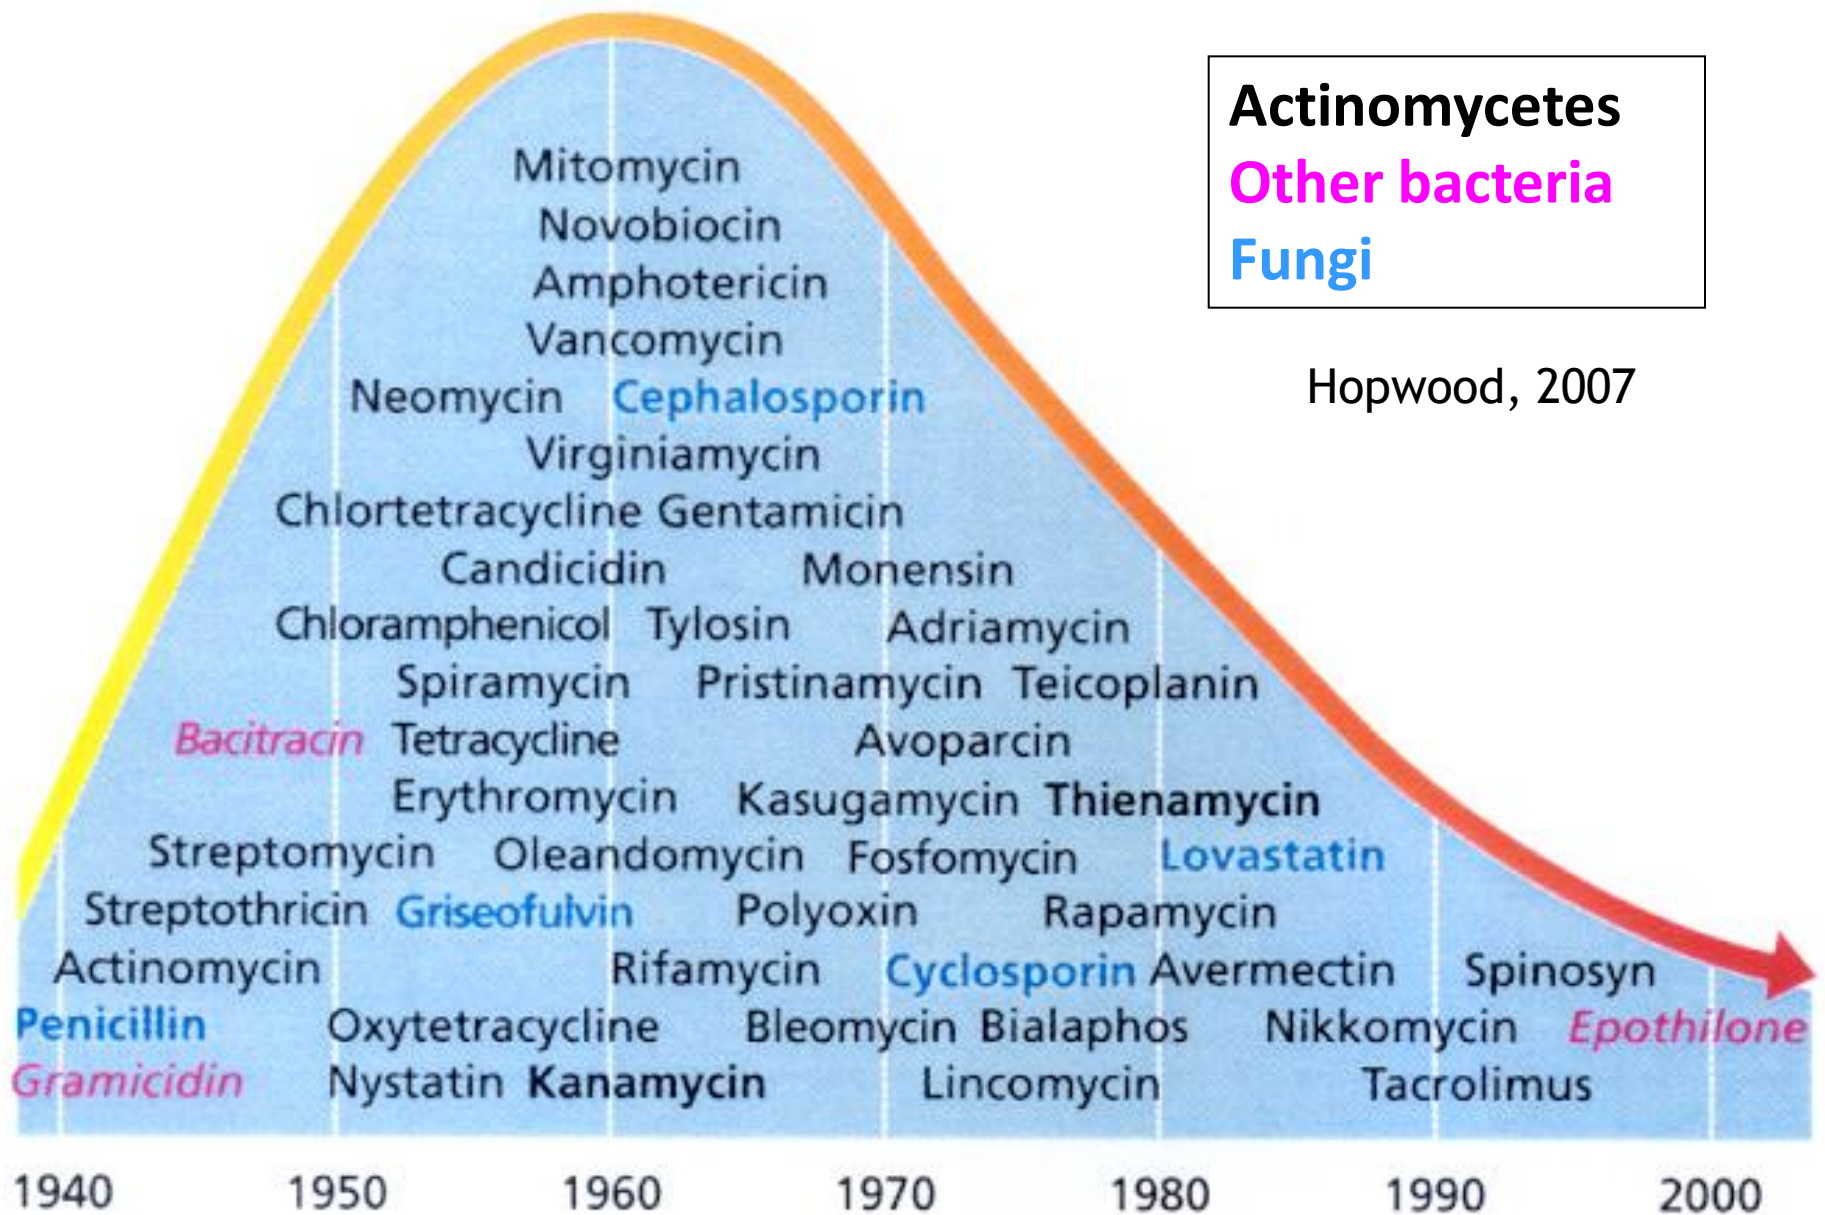 Mitomycin
Novobiocin
Amphotericin
Vancomycin
Neomycin Cephalosporin
Virginiamycin
Chlortetracycline Gentamicin
Candicidin Monensin
Chloramphenicol Tylosin Adriamycin
Spiramycin Pristinamycin Teicoplanin
Bacitracin Tetracycline Avoparcin
Erythromycin Kasugamycin Thienamycin
Streptomycin Oleandomycin Fosfomycin Lovastatin
Streptothricin Griseofulvin Polyoxin Rapamycin
Actinomycin Rifamycin Cyclosporin Avermectin Spinosyn
Penicillin Oxytetracycline Bleomycin Bialaphos Nikkomycin Epothilone
Gramicidin Nystatin Kanamycin Lincomycin Tacrolimus
1940 1950 1960 1970 1980 1990 2000
Actinomycetes
Other bacteria
Fungi
Hopwood, 2007